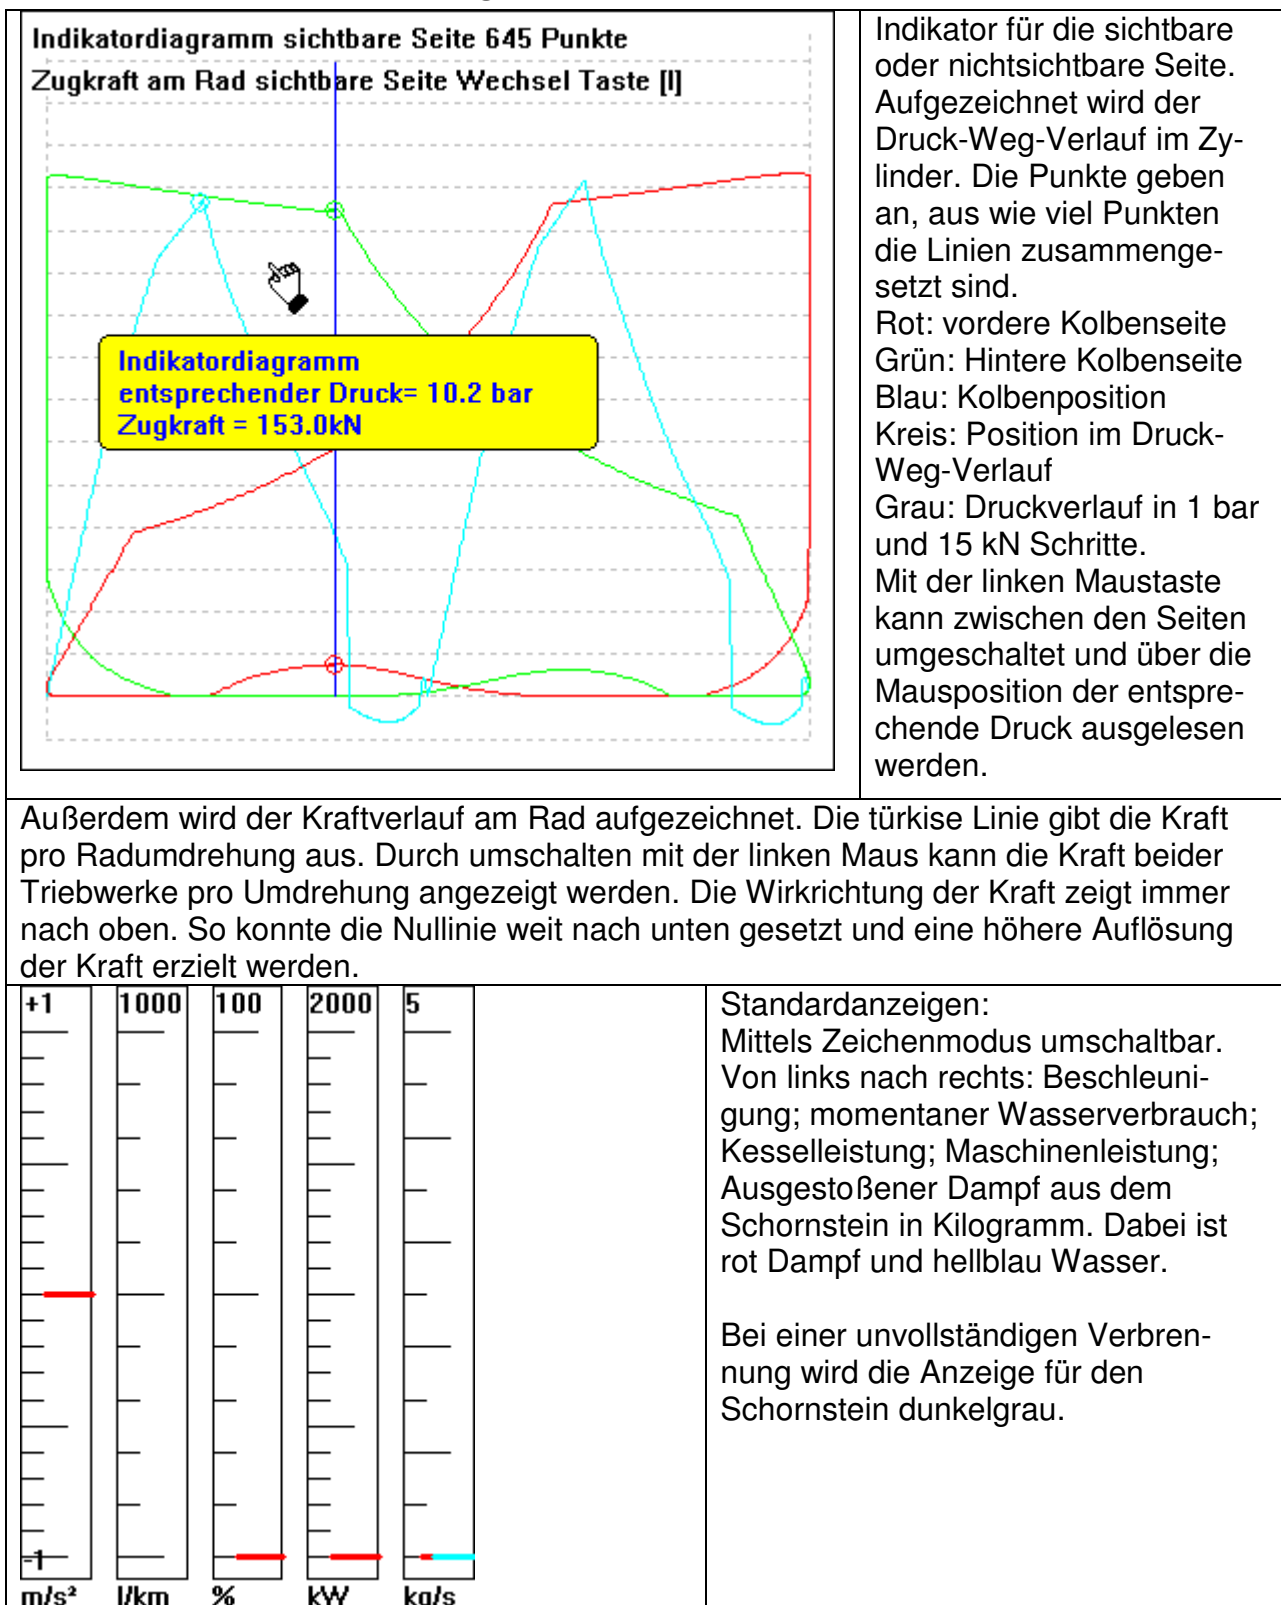 Indikatordiagramm sichtbare Seite 645 Punkte
Zugkraft am Rad sichtbare Seite Wechsel Taste [I]
Indikatordiagramm
entsprechender Druck= 10.2 bar
Zugkraft = 153.0kN
Indikator für die sichtbare
oder nichtsichtbare Seite.
Aufgezeichnet wird der
Druck-Weg-Verlauf im Zy-
linder. Die Punkte geben
an, aus wie viel Punkten
die Linien zusammenge-
setzt sind.
Rot: vordere Kolbenseite
Grün: Hintere Kolbenseite
Blau: Kolbenposition
Kreis: Position im Druck-
Weg-Verlauf
Grau: Druckverlauf in 1 bar
und 15 kN Schritte.
Mit der linken Maustaste
kann zwischen den Seiten
umgeschaltet und über die
Mausposition der entspre-
chende Druck ausgelesen
werden.
Außerdem wird der Kraftverlauf am Rad aufgezeichnet. Die türkise Linie gibt die Kraft
pro Radumdrehung aus. Durch umschalten mit der linken Maus kann die Kraft beider
Triebwerke pro Umdrehung angezeigt werden. Die Wirkrichtung der Kraft zeigt immer
nach oben. So konnte die Nullinie weit nach unten gesetzt und eine höhere Auflösung
der Kraft erzielt werden.
+1 1000 100 2000 5
-1
m/s² l/km % kW kg/s
Standardanzeigen:
Mittels Zeichenmodus umschaltbar.
Von links nach rechts: Beschleuni-
gung; momentaner Wasserverbrauch;
Kesselleistung; Maschinenleistung;
Ausgestoßener Dampf aus dem
Schornstein in Kilogramm. Dabei ist
rot Dampf und hellblau Wasser.
Bei einer unvollständigen Verbren-
nung wird die Anzeige für den
Schornstein dunkelgrau.